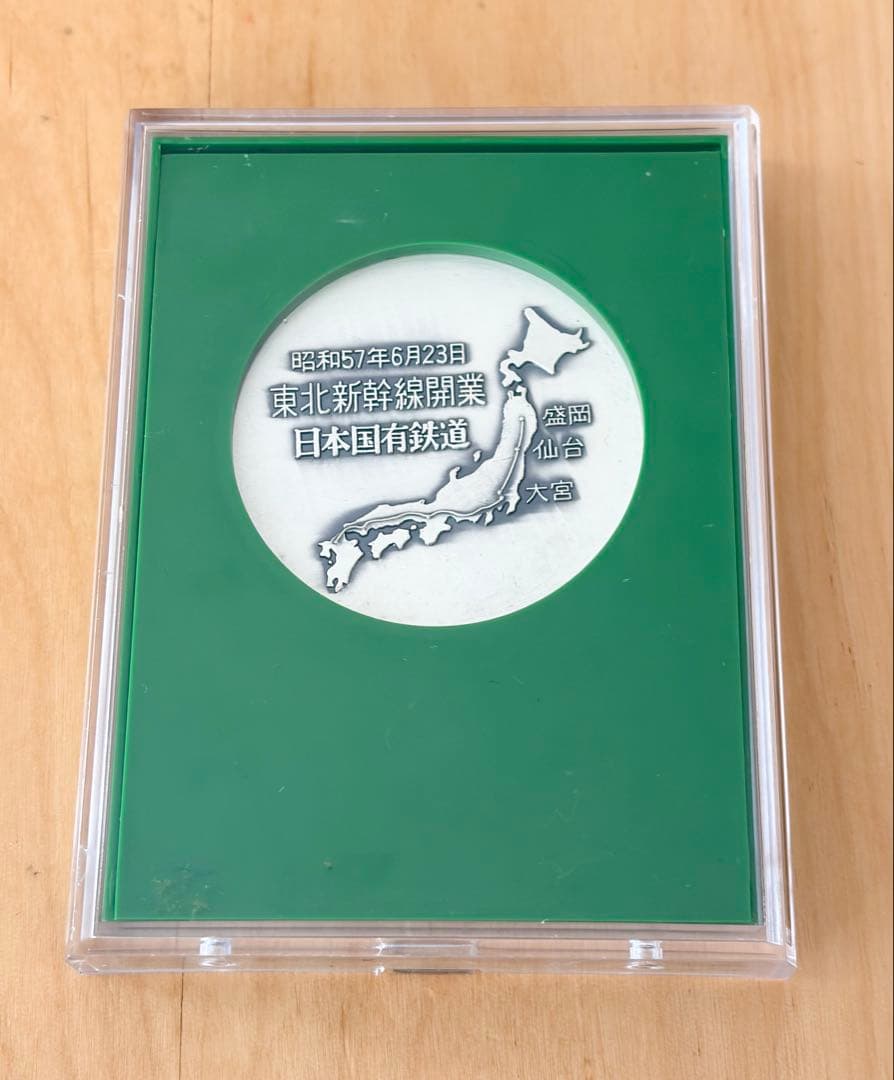 昭和57年6月23日
東北新幹線開業
日本国有鉄道
盛岡
仙台
大宮